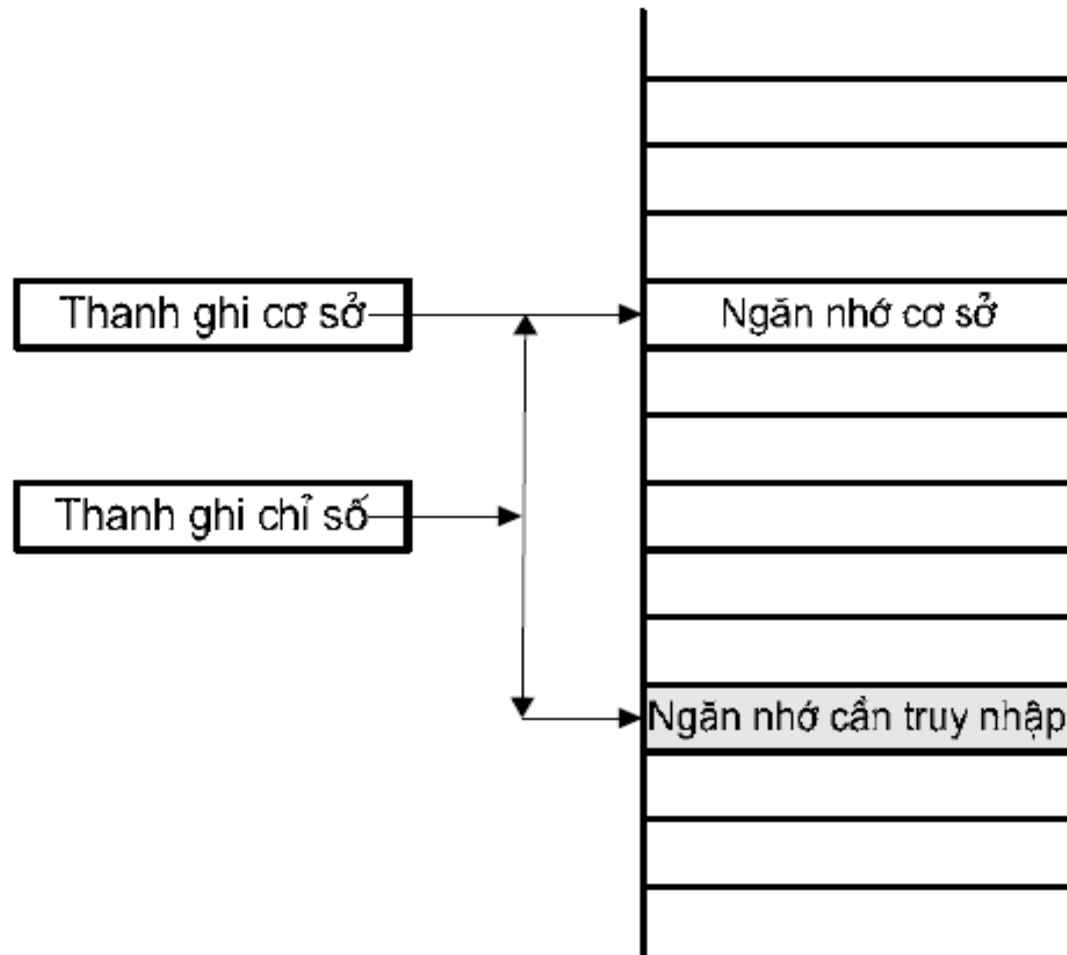 Thanh ghi cơ sở
Ngăn nhớ cơ sở
Thanh ghi chỉ số
Ngăn nhớ cần truy nhập